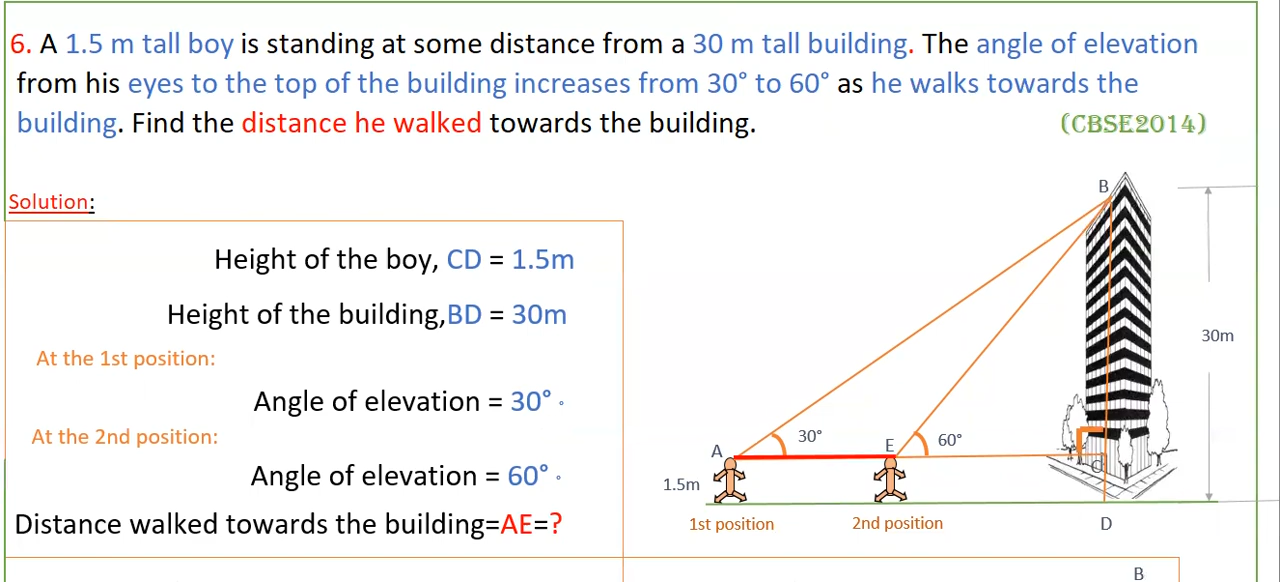 6. A 1.5 m tall boy is standing at some distance from a 30 m tall building. The angle of elevation
from his eyes to the top of the building increases from 30° to 60° as he walks towards the
building. Find the distance he walked towards the building.
(CBSE2014)
Solution:
Height of the boy, CD = 1.5m
Height of the building,BD = 30m
At the 1st position:
Angle of elevation = 30°
At the 2nd position:
Angle of elevation = 60°
Distance walked towards the building=AE=?
B
30m
A
30°
E
60°
C
1.5m
1st position
2nd position
D
B